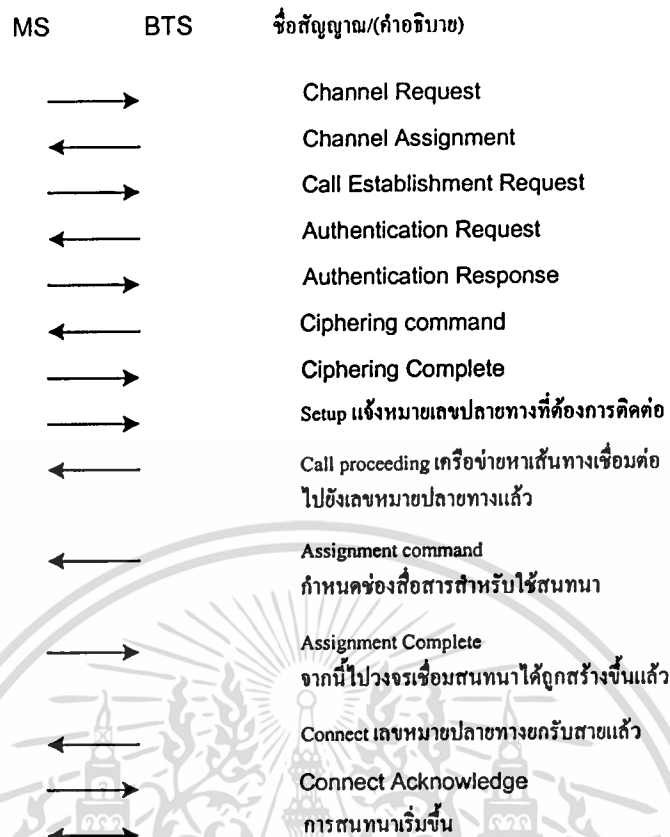 MS BTS ชื่อสัญญาณ/(คำอธิบาย)
Channel Request
Channel Assignment
Call Establishment Request
Authentication Request
Authentication Response
Ciphering command
Ciphering Complete
Setup แจ้งหมายเลขปลายทางที่ต้องการติดต่อ
Call proceeding เครือข่ายหาเส้นทางเชื่อมต่อ
ไปยังเลขหมายปลายทางแล้ว
Assignment command
กำหนดช่องสื่อสารสำหรับใช้สนทนา
Assignment Complete
จากนี้ไปวงจรเชื่อมสนทนาได้ถูกสร้างขึ้นแล้ว
Connect เลขหมายปลายทางยกรับสายแล้ว
Connect Acknowledge
การสนทนาเริ่มขึ้น